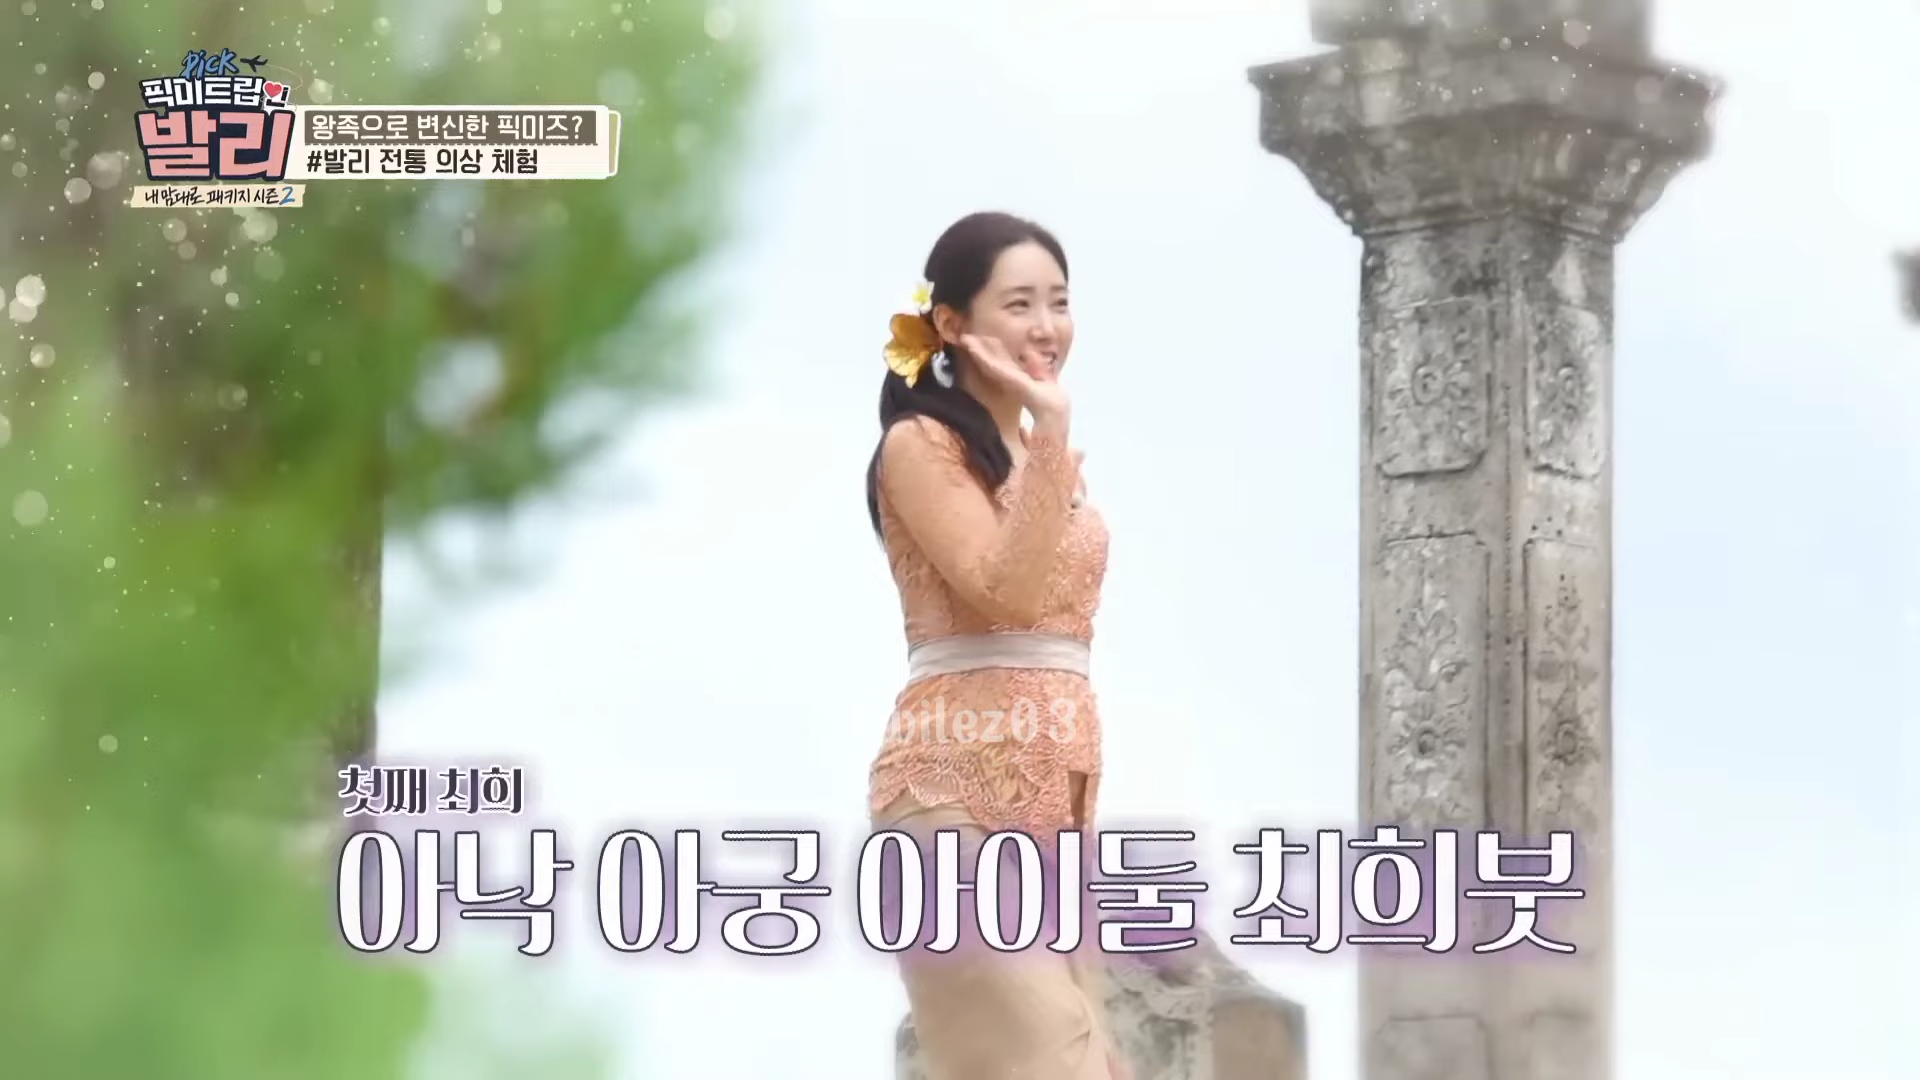 PICK
픽미트립 인
발리
내 맘대로 패키지 시즌2
왕족으로 변신한 픽미즈?
#발리 전통 의상 체험
bilez03
첫째 최희
아낙 아궁 아이둘 최희붓